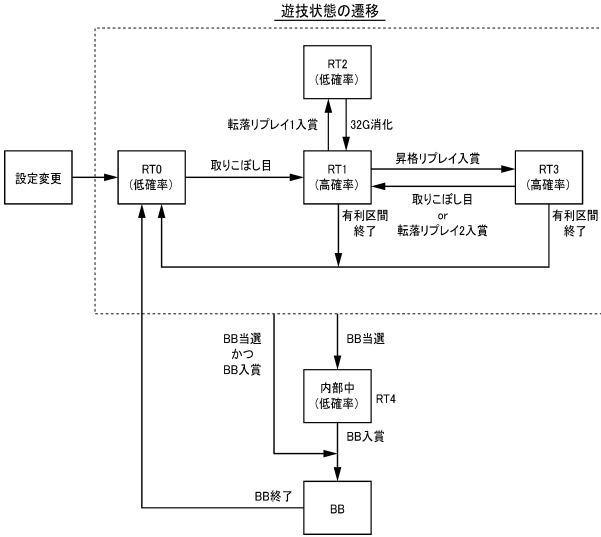 遊技状態の遷移
RT2
(低確率)
転落リプレイ1入賞
32G消化
設定変更
RT0
(低確率)
取りこぼし目
RT1
(高確率)
昇格リプレイ入賞
RT3
(高確率)
取りこぼし目
or
転落リプレイ2入賞
有利区間
終了
有利区間
終了
BB当選
かつ
BB入賞
BB当選
内部中
(低確率)
RT4
BB入賞
BB終了
BB